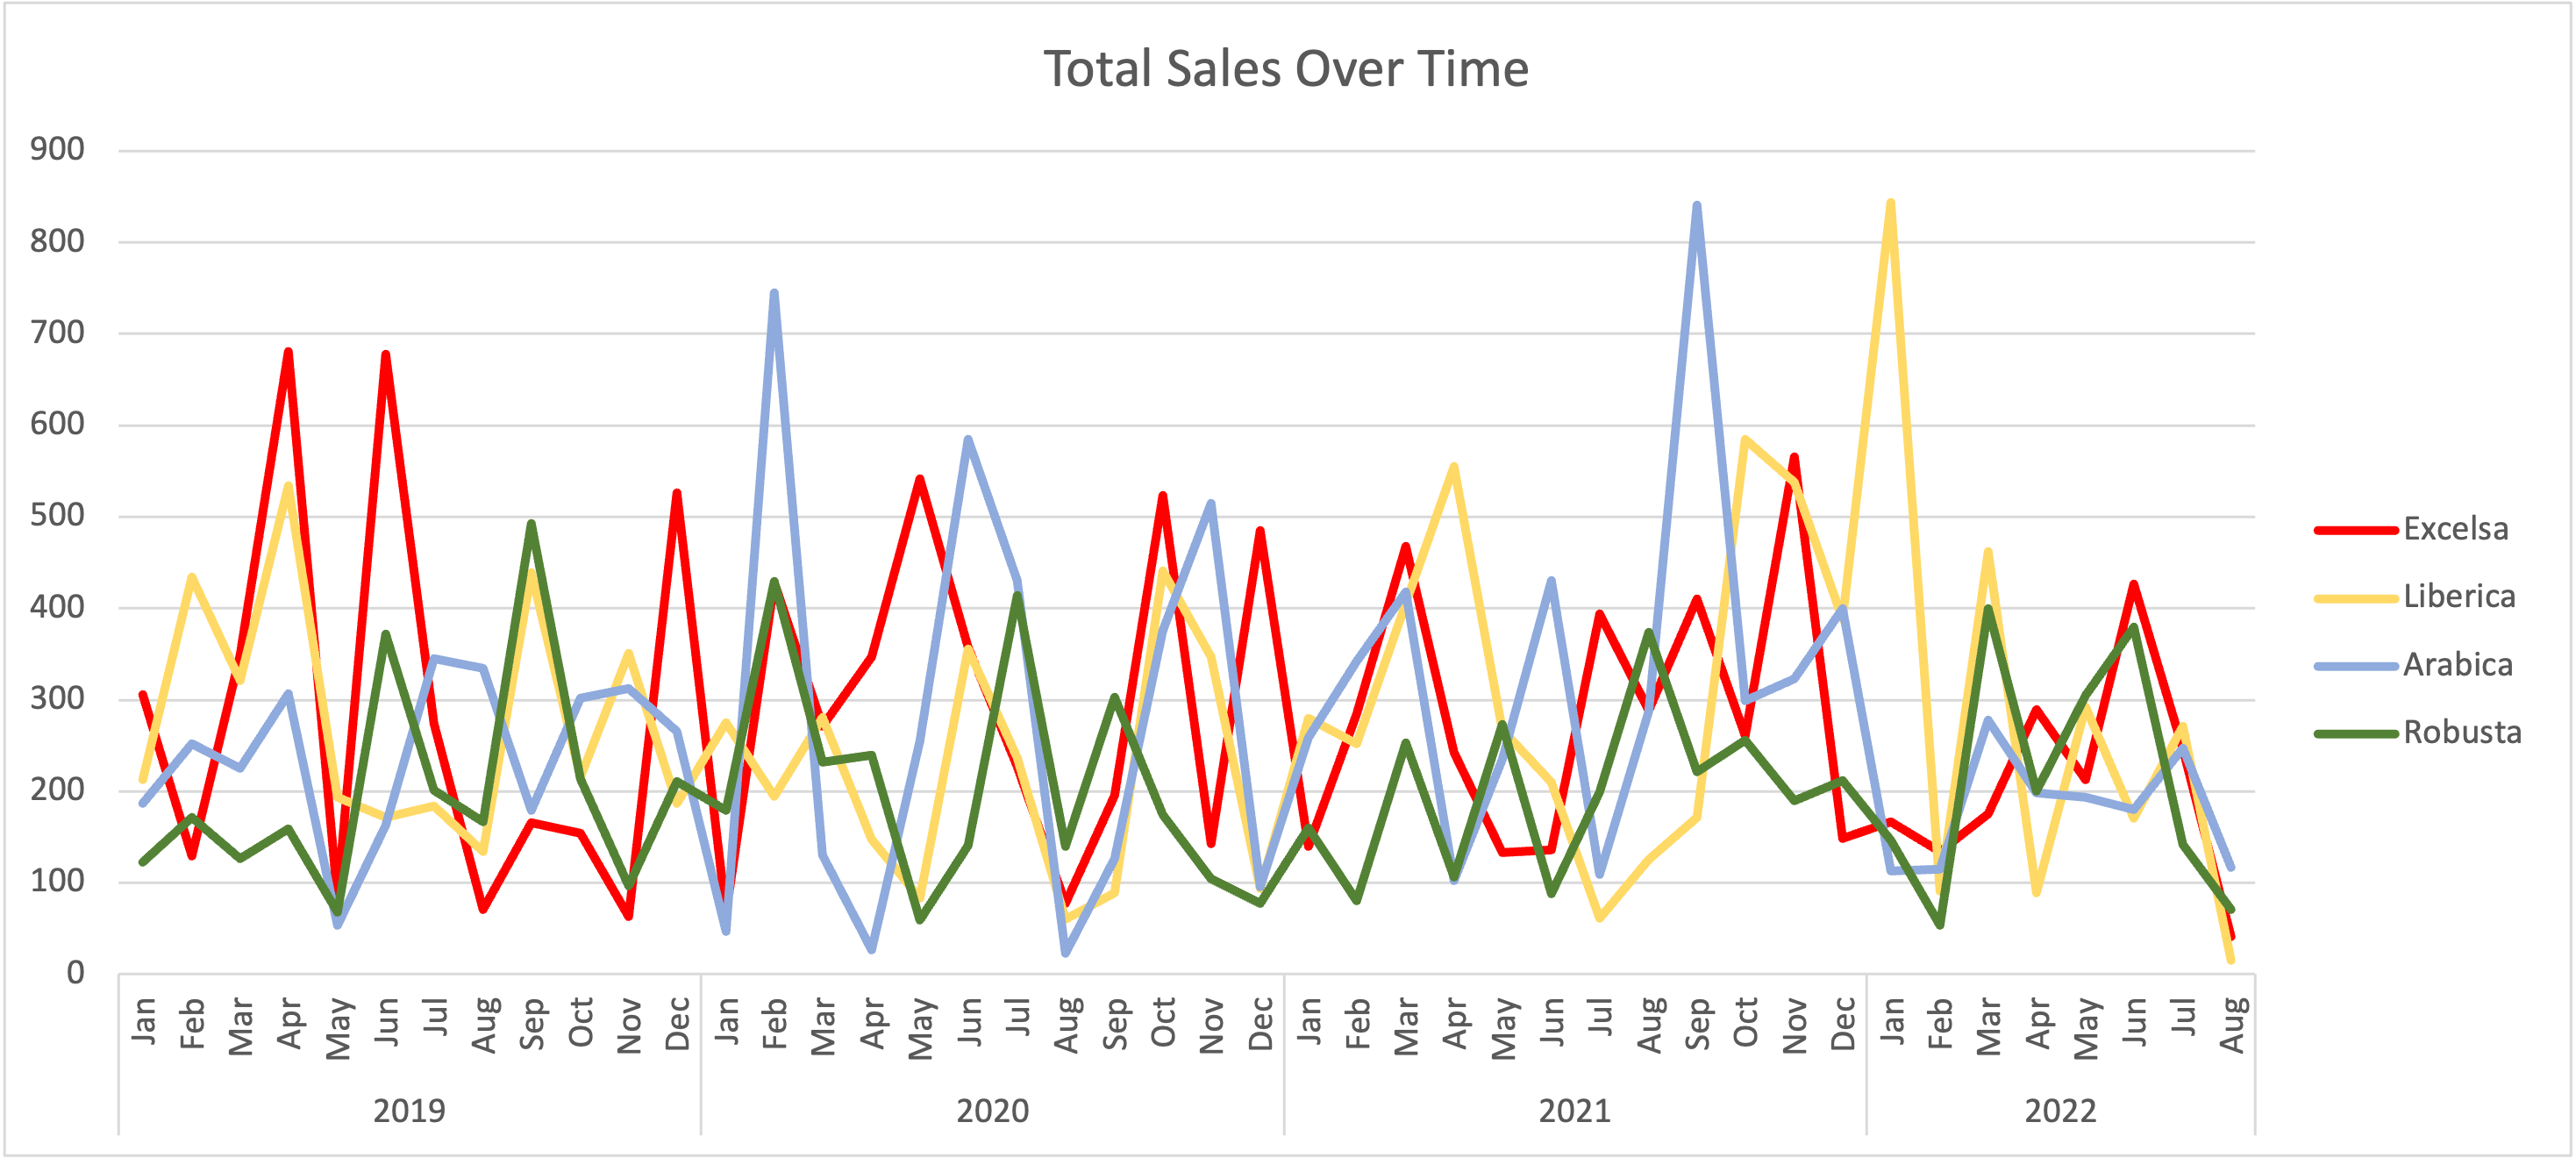 Total Sales Over Time
900
800
700
600
500
400
300
200
100
0
Excelsa
Liberica
Arabica
Robusta
Jan Feb Mar Apr May Jun Jul Aug Sep Oct Nov Dec Jan Feb Mar Apr May Jun Jul Aug Sep Oct Nov Dec Jan Feb Mar Apr May Jun Jul Aug Sep Oct Nov Dec Jan Feb Mar Apr May Jun Jul Aug
2019 2020 2021 2022